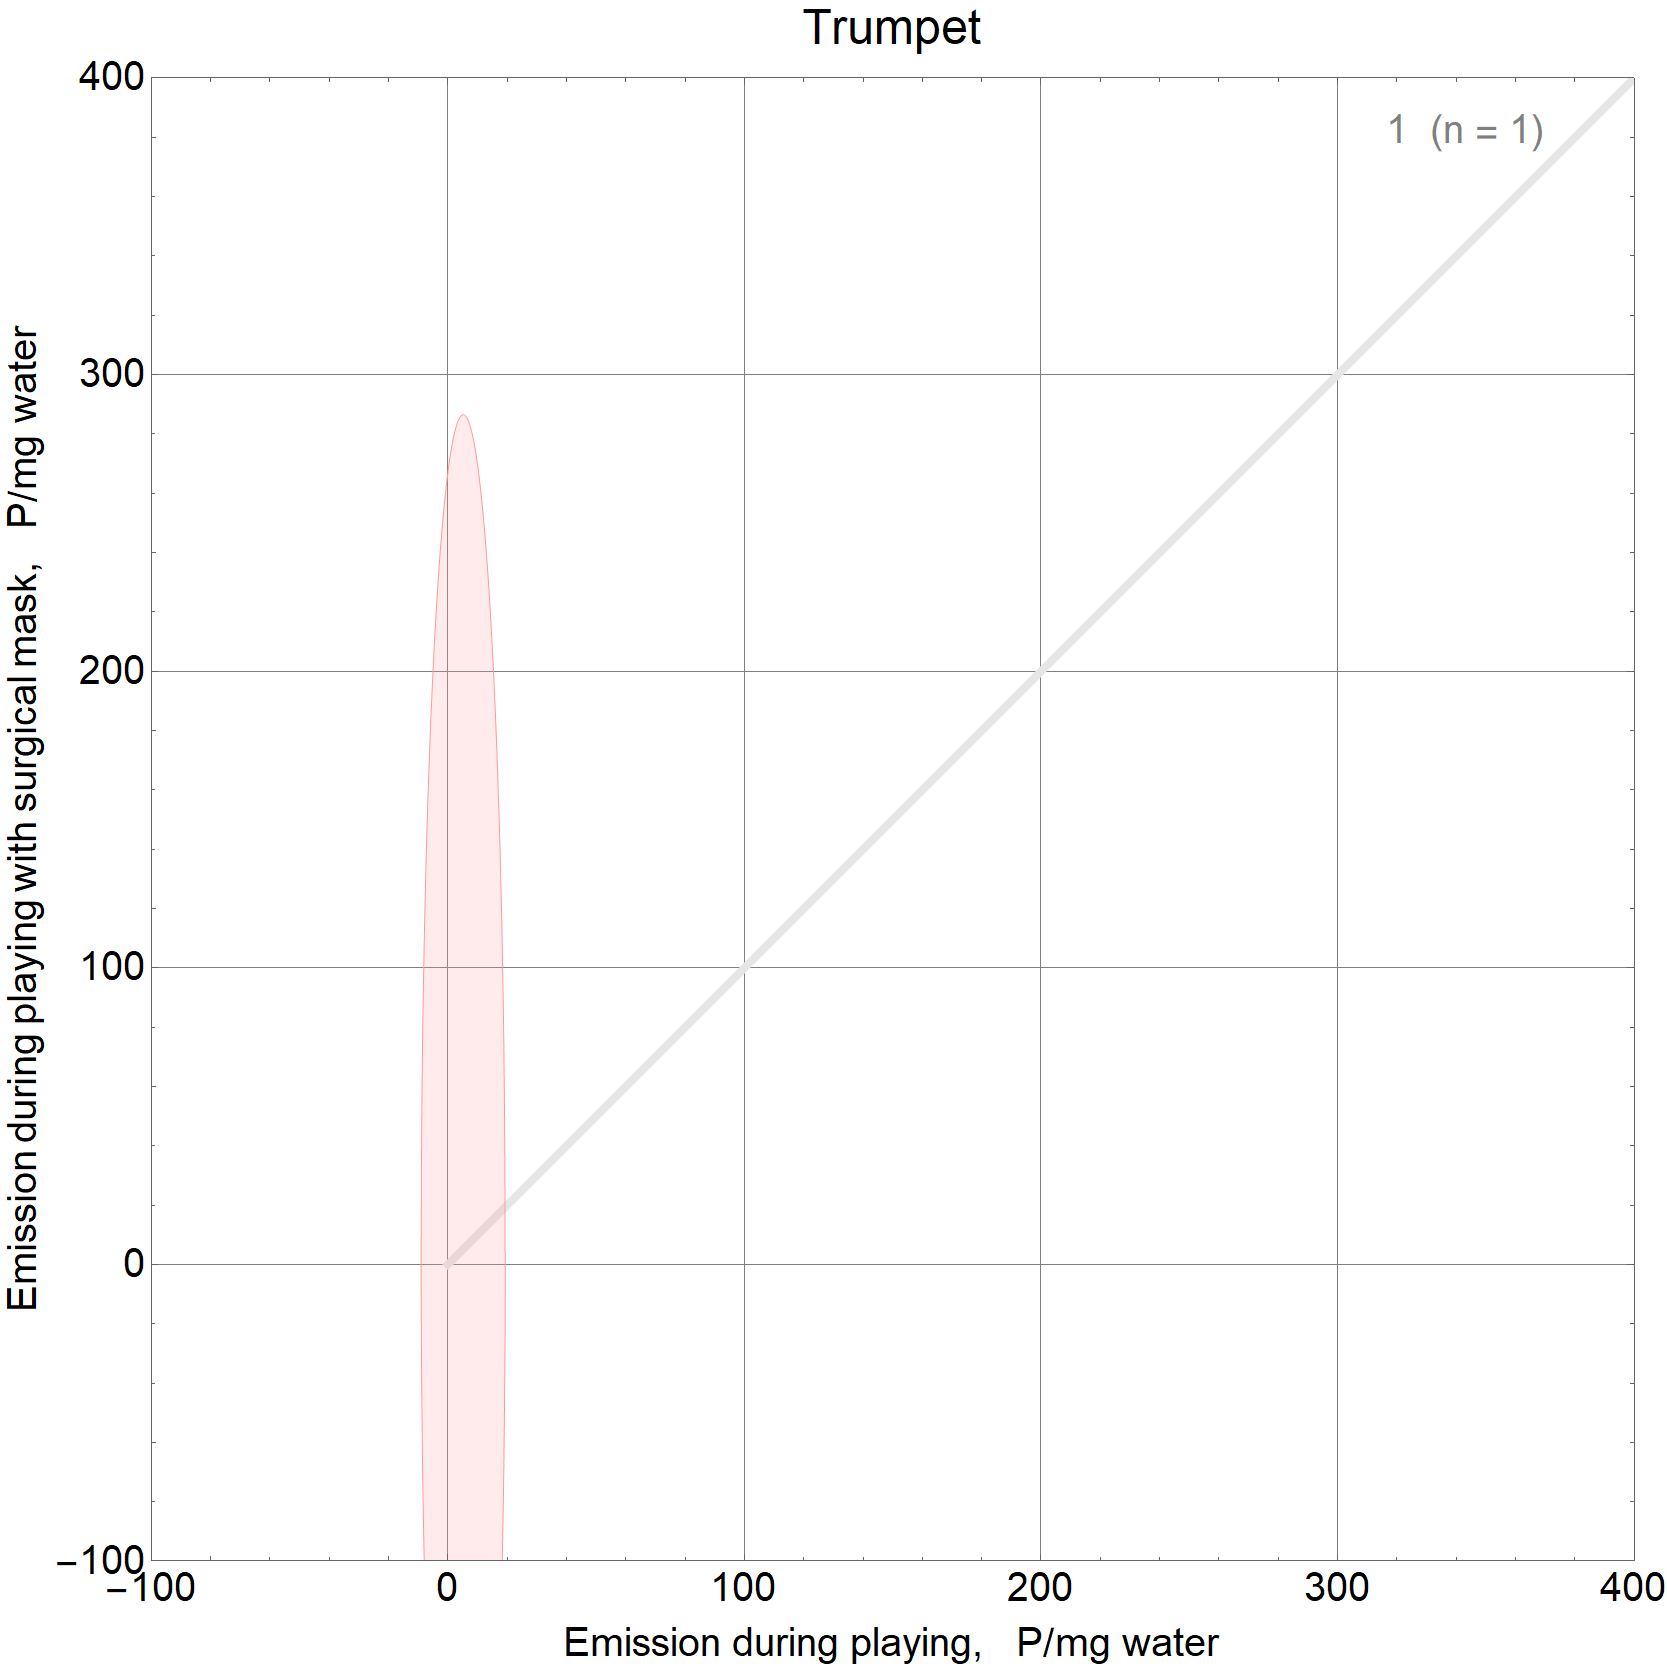 Trumpet
1 (n = 1)
400
300
200
100
0
−100
Emission during playing with surgical mask, P/mg water
−100 0 100 200 300 400
Emission during playing, P/mg water